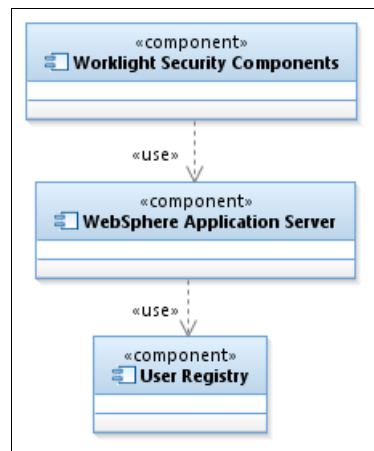 «component»
Worklight Security Components
«use»
«component»
WebSphere Application Server
«use»
«component»
User Registry